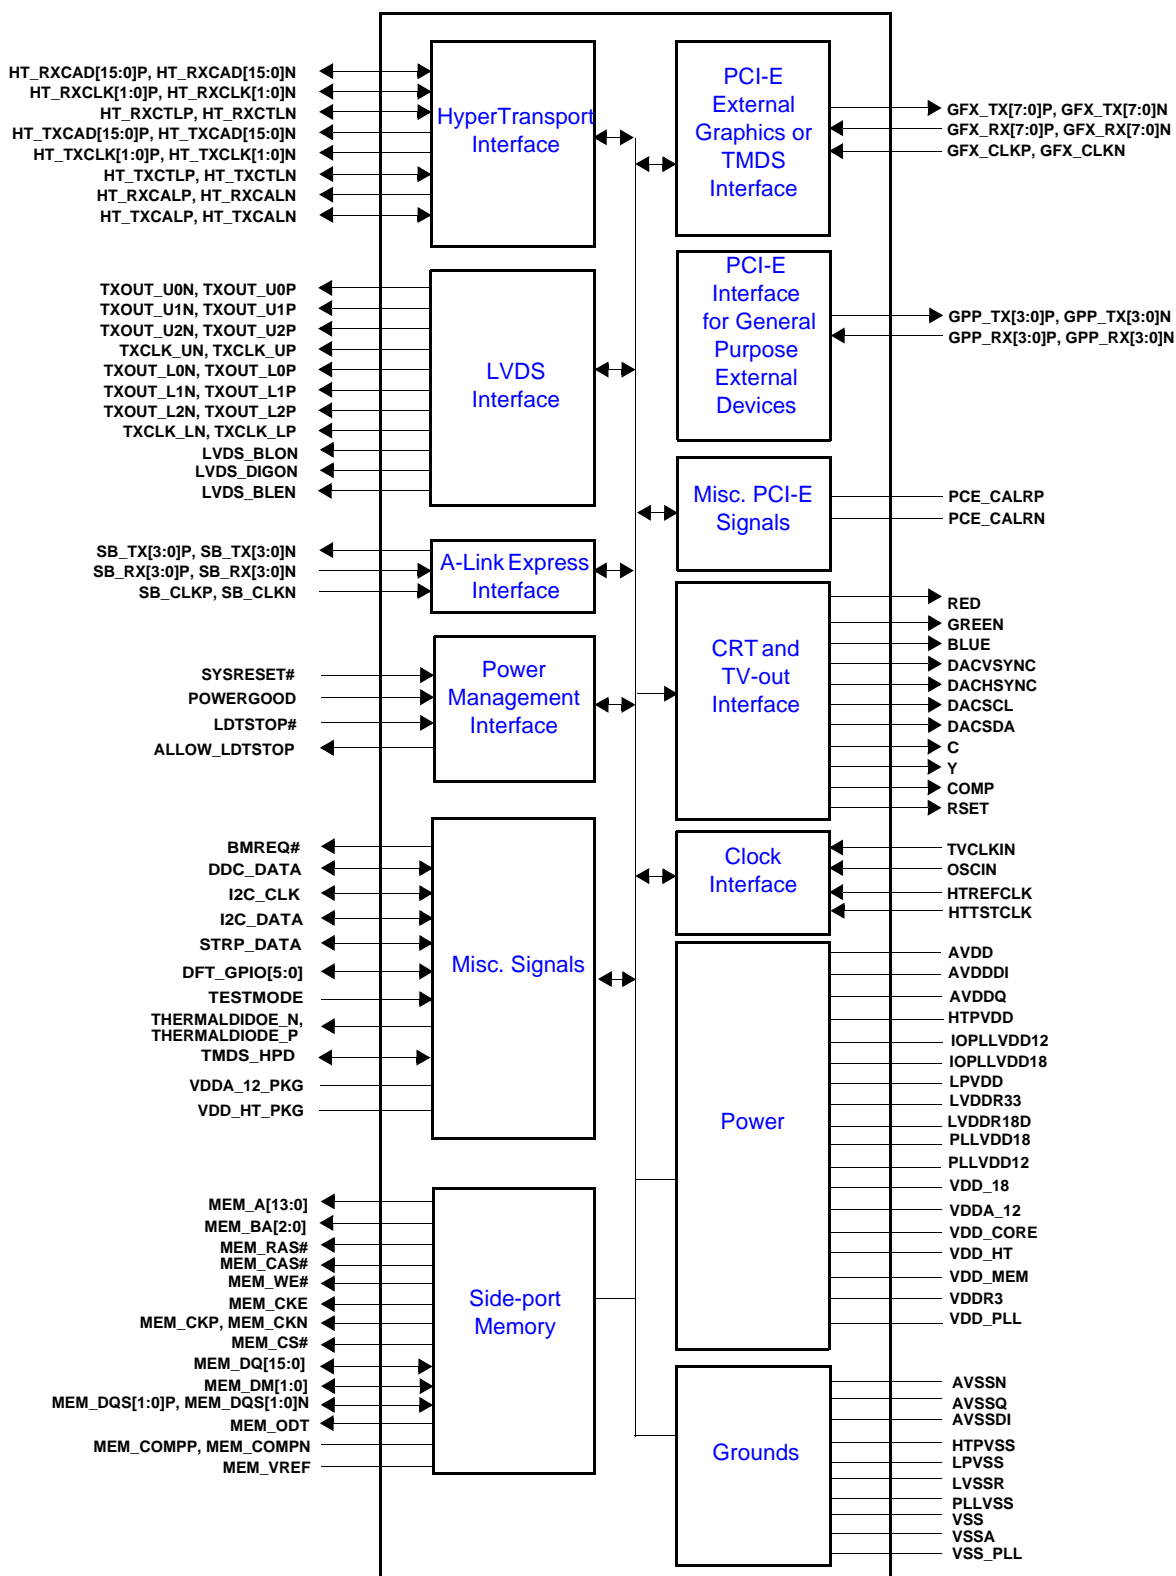 HT_RXCAD[15:0]P, HT_RXCAD[15:0]N
HT_RXCLK[1:0]P, HT_RXCLK[1:0]N
HT_RXCTLP, HT_RXCTLN
HT_TXCAD[15:0]P, HT_TXCAD[15:0]N
HT_TXCLK[1:0]P, HT_TXCLK[1:0]N
HT_TXCTLP, HT_TXCTLN
HT_RXCALP, HT_RXCALN
HT_TXCALP, HT_TXCALN
HyperTransport
Interface
TXOUT_U0N, TXOUT_U0P
TXOUT_U1N, TXOUT_U1P
TXOUT_U2N, TXOUT_U2P
TXCLK_UN, TXCLK_UP
TXOUT_L0N, TXOUT_L0P
TXOUT_L1N, TXOUT_L1P
TXOUT_L2N, TXOUT_L2P
TXCLK_LN, TXCLK_LP
LVDS_BLON
LVDS_DIGON
LVDS_BLEN
LVDS
Interface
SB_TX[3:0]P, SB_TX[3:0]N
SB_RX[3:0]P, SB_RX[3:0]N
SB_CLKP, SB_CLKN
A-Link Express
Interface
SYSRESET#
POWERGOOD
LDTSTOP#
ALLOW_LDTSTOP
Power
Management
Interface
BMREQ#
DDC_DATA
I2C_CLK
I2C_DATA
STRP_DATA
DFT_GPIO[5:0]
TESTMODE
THERMALDIDOE_N,
THERMALDIODE_P
TMDS_HPD
VDDA_12_PKG
VDD_HT_PKG
Misc. Signals
MEM_A[13:0]
MEM_BA[2:0]
MEM_RAS#
MEM_CAS#
MEM_WE#
MEM_CKE
MEM_CKP, MEM_CKN
MEM_CS#
MEM_DQ[15:0]
MEM_DM[1:0]
MEM_DQS[1:0]P, MEM_DQS[1:0]N
MEM_ODT
MEM_COMPP, MEM_COMPN
MEM_VREF
Side-port
Memory
PCI-E
External
Graphics or
TMDS
Interface
GFX_TX[7:0]P, GFX_TX[7:0]N
GFX_RX[7:0]P, GFX_RX[7:0]N
GFX_CLKP, GFX_CLKN
PCI-E
Interface
for General
Purpose
External
Devices
GPP_TX[3:0]P, GPP_TX[3:0]N
GPP_RX[3:0]P, GPP_RX[3:0]N
Misc. PCI-E
Signals
PCE_CALRP
PCE_CALRN
CRT and
TV-out
Interface
RED
GREEN
BLUE
DACVSYNC
DACHSYNC
DACSCL
DACSDA
C
Y
COMP
RSET
Clock
Interface
TVCLKIN
OSCIN
HTREFCLK
HTTSTCLK
Power
AVDD
AVDDDI
AVDDQ
HTPVDD
IOPLLVDD12
IOPLLVDD18
LPVDD
LVDDR33
LVDDR18D
PLLVDD18
PLLVDD12
VDD_18
VDDA_12
VDD_CORE
VDD_HT
VDD_MEM
VDDR3
VDD_PLL
Grounds
AVSSN
AVSSQ
AVSSDI
HTPVSS
LPVSS
LVSSR
PLLVSS
VSS
VSSA
VSS_PLL